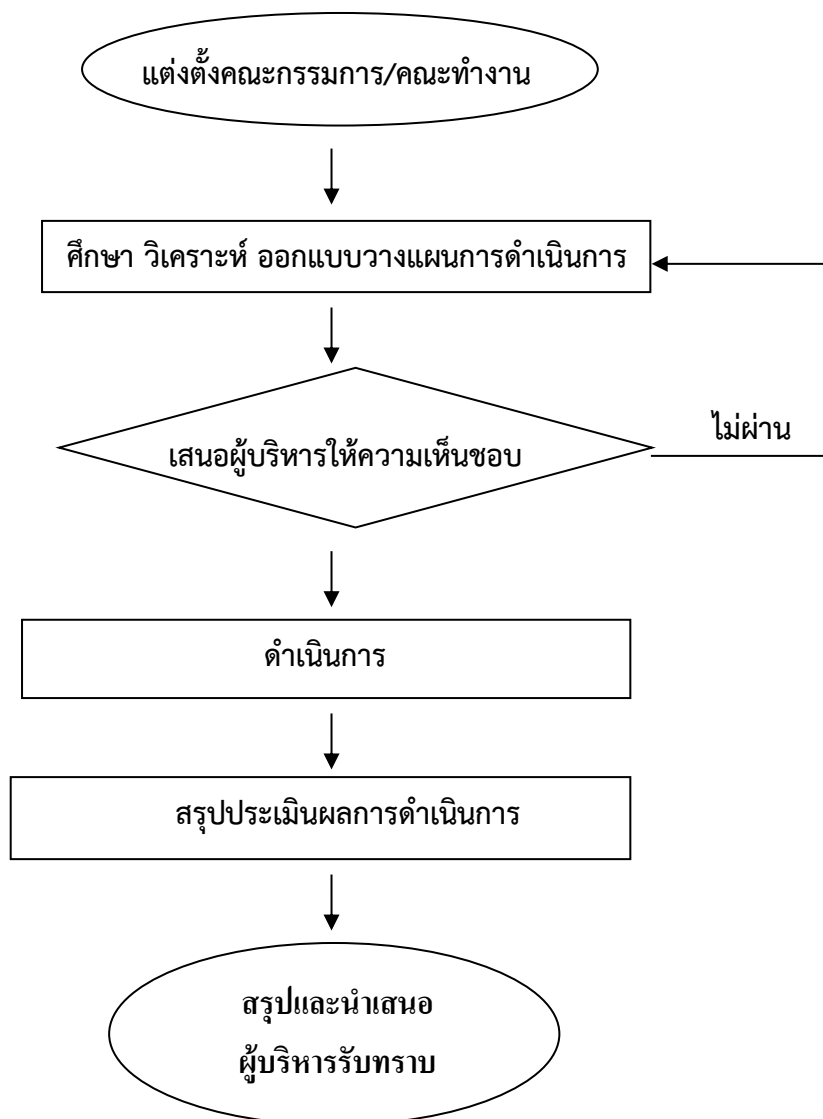 แต่งตั้งคณะกรรมการ/คณะทำงาน
ศึกษา วิเคราะห์ ออกแบบวางแผนการดำเนินการ
เสนอผู้บริหารให้ความเห็นชอบ
ไม่ผ่าน
ดำเนินการ
สรุปประเมินผลการดำเนินการ
สรุปและนำเสนอ
ผู้บริหารรับทราบ